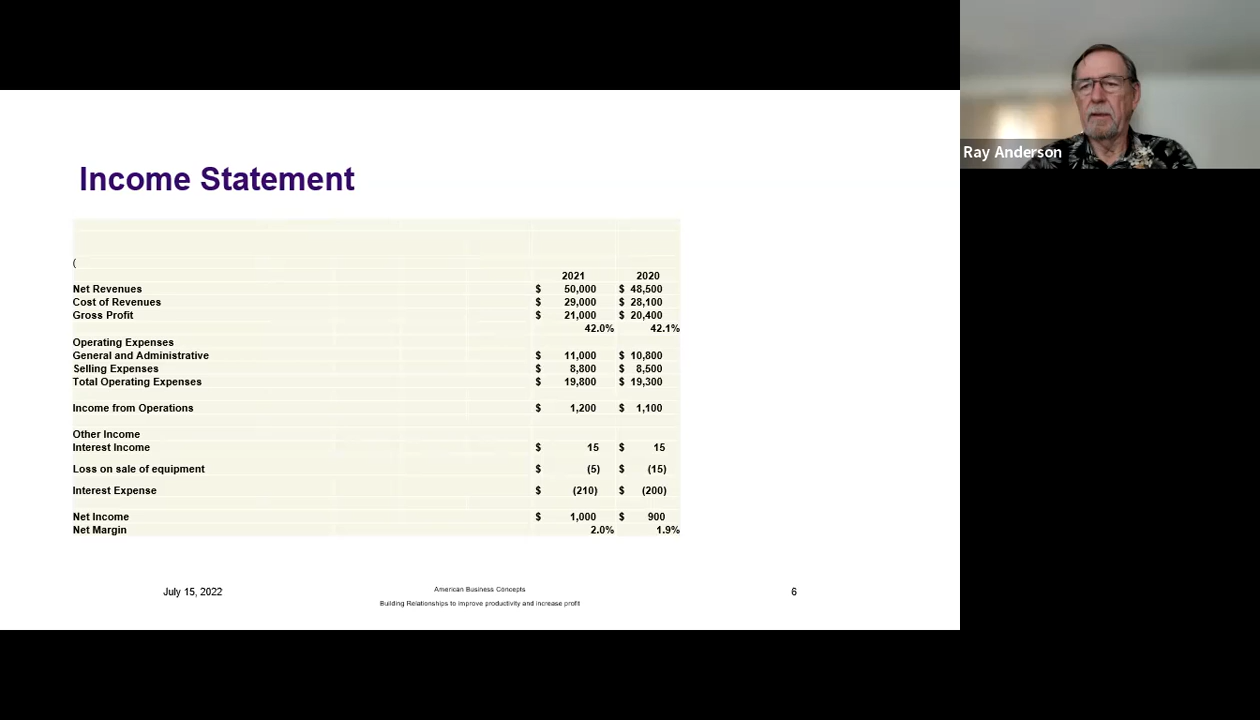 Ray Anderson
Income Statement
(
2021 2020
Net Revenues $ 50,000 $ 48,500
Cost of Revenues $ 29,000 $ 28,100
Gross Profit $ 21,000 $ 20,400
42.0% 42.1%
Operating Expenses
General and Administrative $ 11,000 $ 10,800
Selling Expenses $ 8,800 $ 8,500
Total Operating Expenses $ 19,800 $ 19,300
Income from Operations $ 1,200 $ 1,100
Other Income
Interest Income $ 15 $ 15
Loss on sale of equipment $ (5) $ (15)
Interest Expense $ (210) $ (200)
Net Income $ 1,000 $ 900
Net Margin 2.0% 1.9%
July 15, 2022
American Business Concepts
Building Relationships to improve productivity and increase profit
6